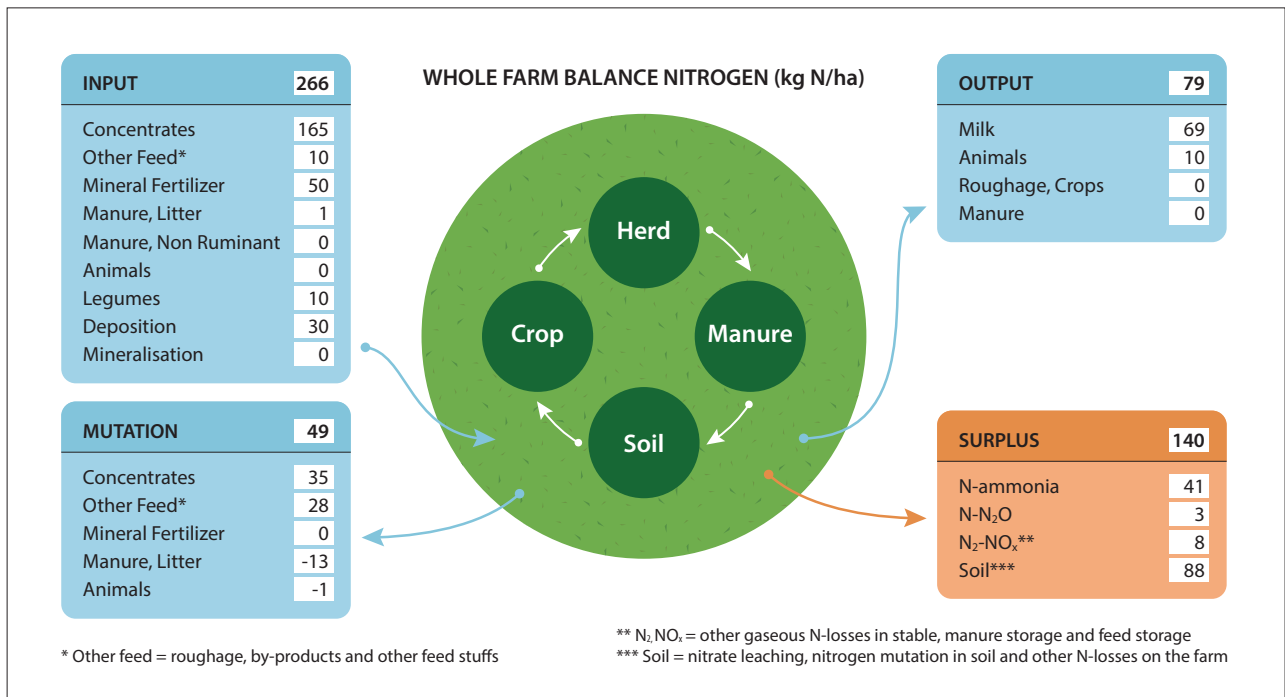 WHOLE FARM BALANCE NITROGEN (kg N/ha)
INPUT 266
Concentrates 165
Other Feed* 10
Mineral Fertilizer 50
Manure, Litter 1
Manure, Non Ruminant 0
Animals 0
Legumes 10
Deposition 30
Mineralisation 0
MUTATION 49
Concentrates 35
Other Feed* 28
Mineral Fertilizer 0
Manure, Litter -13
Animals -1
Herd
Crop
Manure
Soil
OUTPUT 79
Milk 69
Animals 10
Roughage, Crops 0
Manure 0
SURPLUS 140
N-ammonia 41
N-N₂O 3
N₂-NOₓ** 8
Soil*** 88
* Other feed = roughage, by-products and other feed stuffs
** N₂, NOₓ = other gaseous N-losses in stable, manure storage and feed storage
*** Soil = nitrate leaching, nitrogen mutation in soil and other N-losses on the farm